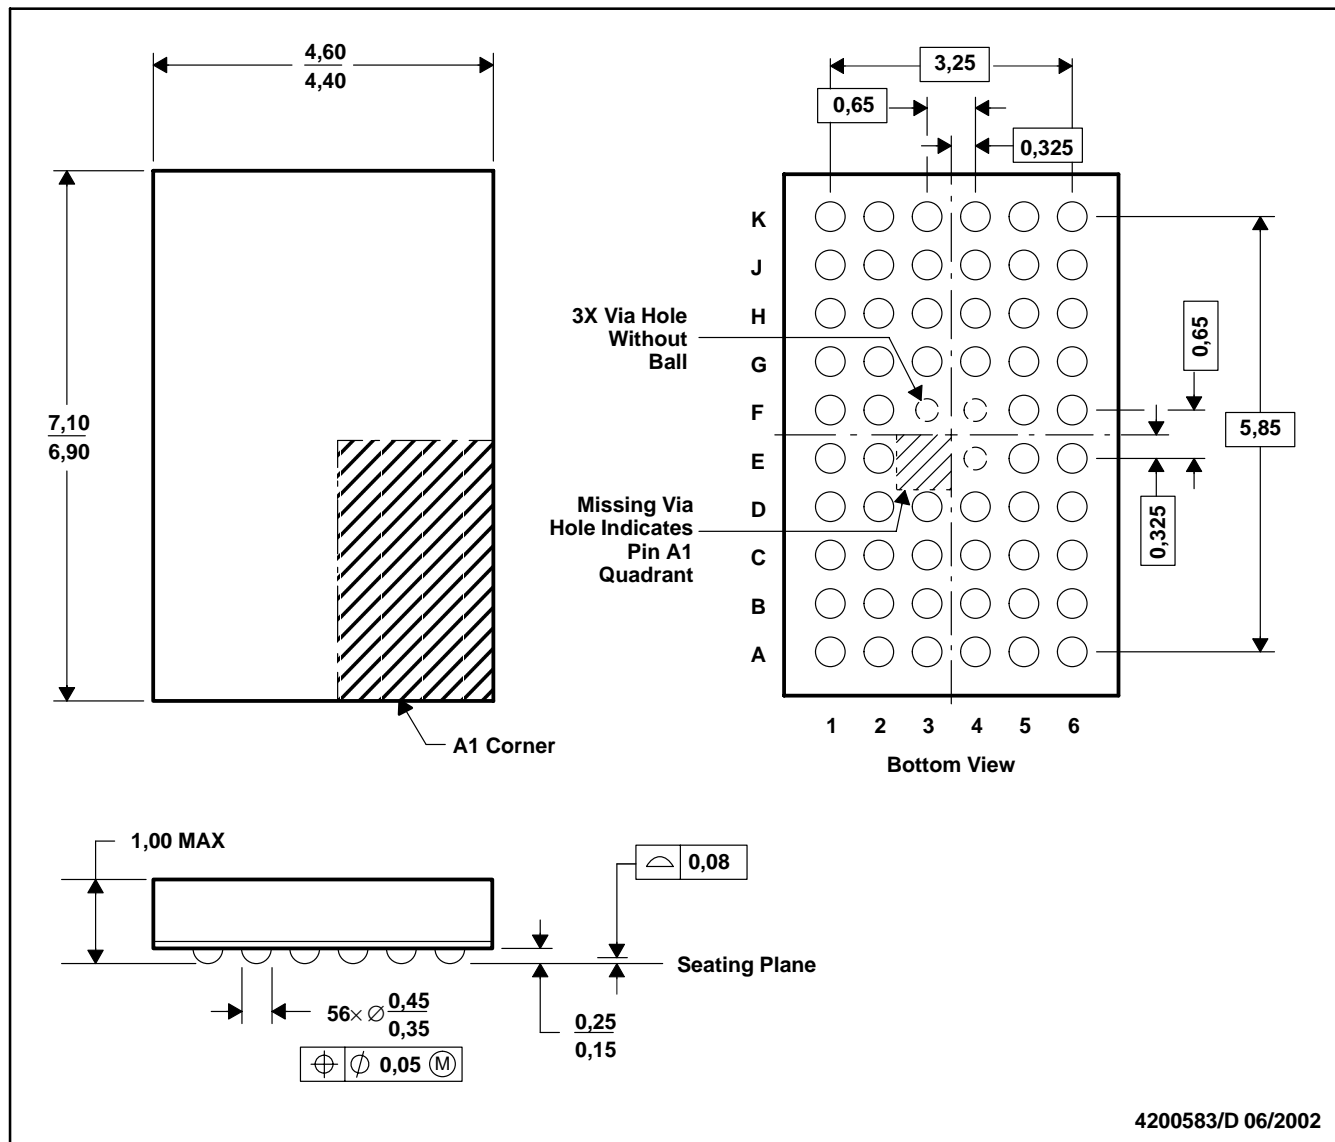 4,60
4,40
7,10
6,90
A1 Corner
3,25
0,65
0,325
K
J
H
G
F
E
D
C
B
A
3X Via Hole
Without
Ball
Missing Via
Hole Indicates
Pin A1
Quadrant
0,65
5,85
0,325
1 2 3 4 5 6
Bottom View
1,00 MAX
0,08
Seating Plane
56× ∅ 0,45
0,35
0,25
0,15
⌖ ∅ 0,05 Ⓜ
4200583/D 06/2002